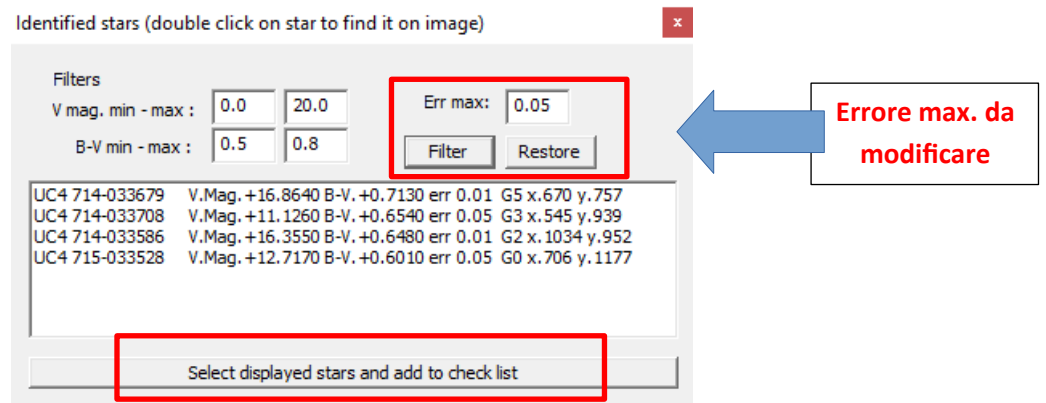 Identified stars (double click on star to find it on image)
x
Filters
V mag. min - max : 0.0 20.0 Err max: 0.05
B-V min - max : 0.5 0.8 Filter Restore
UC4 714-033679 V.Mag.+16.8640 B-V.+0.7130 err 0.01 G5 x.670 y.757
UC4 714-033708 V.Mag.+11.1260 B-V.+0.6540 err 0.05 G3 x.545 y.939
UC4 714-033586 V.Mag.+16.3550 B-V.+0.6480 err 0.01 G2 x.1034 y.952
UC4 715-033528 V.Mag.+12.7170 B-V.+0.6010 err 0.05 G0 x.706 y.1177
Select displayed stars and add to check list
Errore max. da
modificare